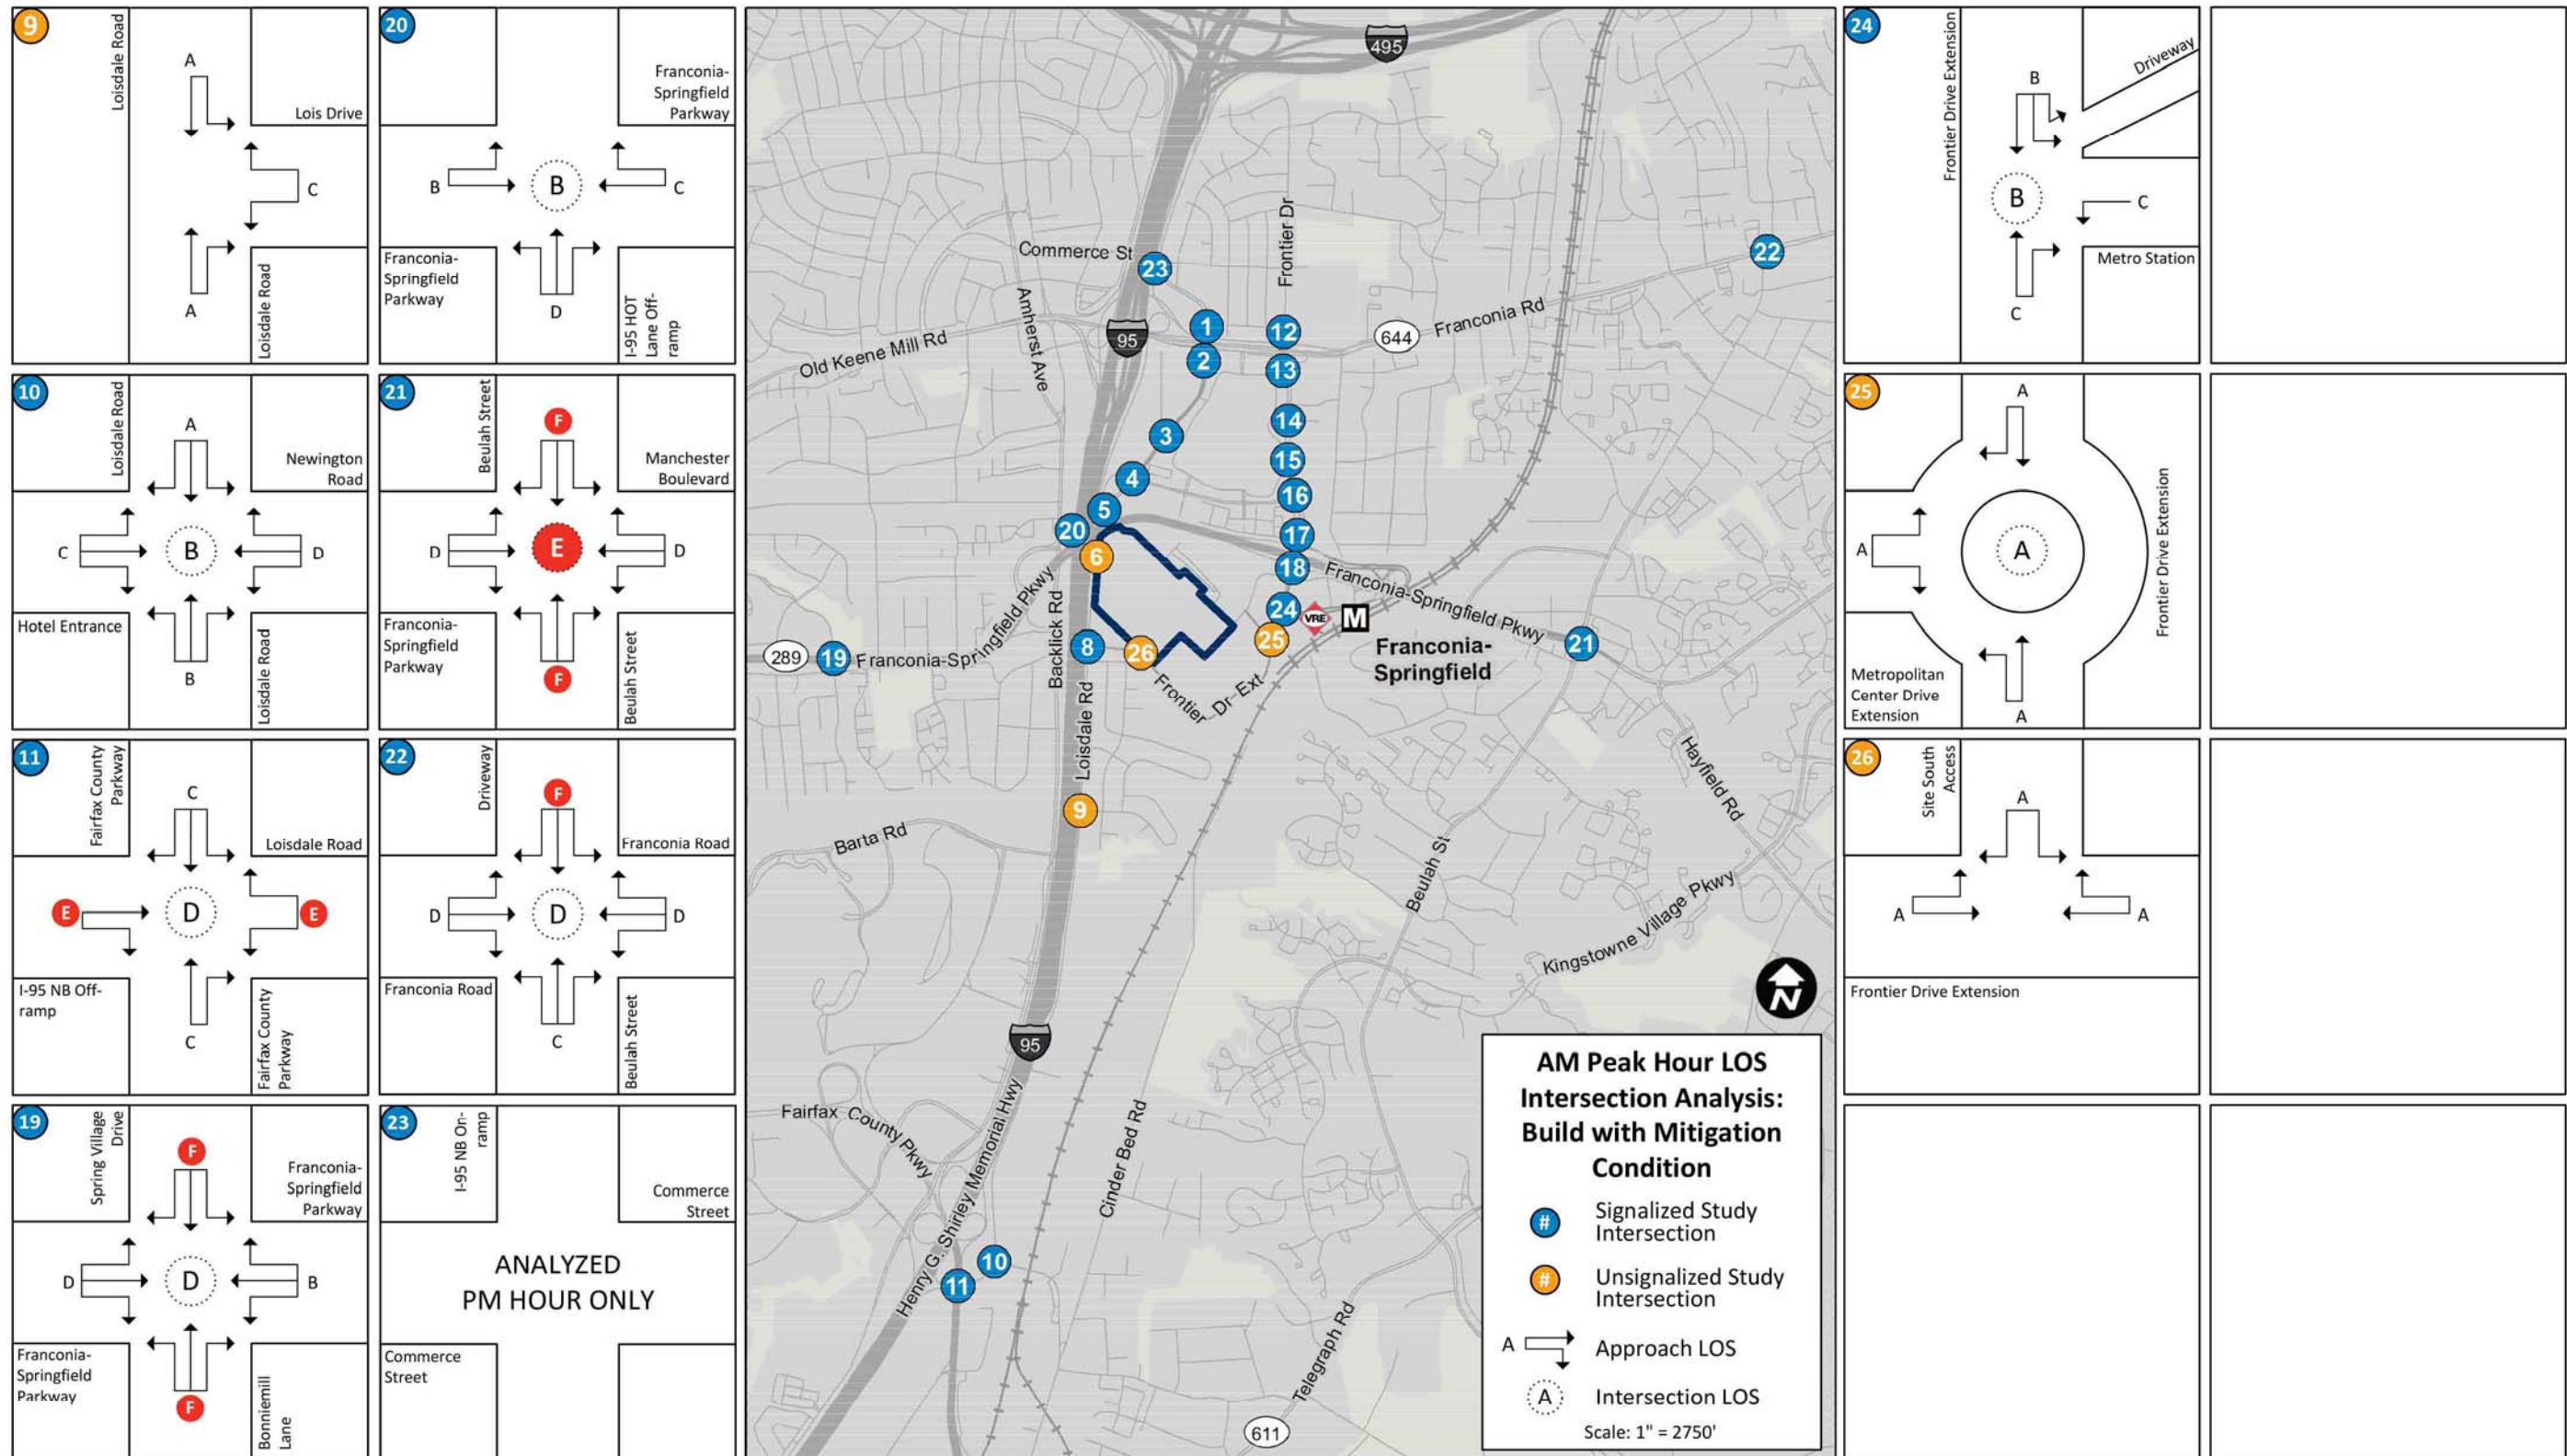 9
Loisdale Road
A
Lois Drive
C
A
Loisdale Road
20
Franconia-
Springfield
Parkway
B
B
C
Franconia-
Springfield
Parkway
D
I-95 HOT
Lane Off-
ramp
10
Loisdale Road
A
Newington
Road
C
B
D
Hotel Entrance
B
Loisdale Road
21
Beulah Street
F
Manchester
Boulevard
D
E
D
Franconia-
Springfield
Parkway
F
Beulah Street
11
Fairfax County
Parkway
C
Loisdale Road
E
D
E
I-95 NB Off-
ramp
C
Fairfax County
Parkway
22
Driveway
F
Franconia Road
D
D
D
Franconia Road
C
Beulah Street
19
Spring Village
Drive
F
Franconia-
Springfield
Parkway
D
D
B
Franconia-
Springfield
Parkway
F
Bonniemill
Lane
23
I-95 NB On-
ramp
Commerce
Street
ANALYZED
PM HOUR ONLY
Commerce
Street
495
Frontier Dr
Commerce St
23
22
Amherst Ave
1
12
95
644
Franconia Rd
Old Keene Mill Rd
2
13
14
3
15
4
16
5
20
17
6
18
Franconia-Springfield Pkwy
24
VRE
M
25
Franconia-
Springfield
21
289
19
Franconia-Springfield Pkwy
Backlick Rd
8
26
Frontier Dr Ext
Loisdale Rd
Hayfield Rd
9
Barta Rd
Beulah St
Kingstowne Village Pkwy
N
95
Fairfax County Pkwy
Henry G. Shirley Memorial Hwy
Cinder Bed Rd
10
11
Telegraph Rd
611
AM Peak Hour LOS
Intersection Analysis:
Build with Mitigation
Condition
#
Signalized Study
Intersection
#
Unsignalized Study
Intersection
A
Approach LOS
A
Intersection LOS
Scale: 1" = 2750'
24
Frontier Drive Extension
B
Driveway
B
C
Metro Station
C
25
A
A
A
Frontier Drive Extension
Metropolitan
Center Drive
Extension
A
26
Site South
Access
A
A
A
Frontier Drive Extension